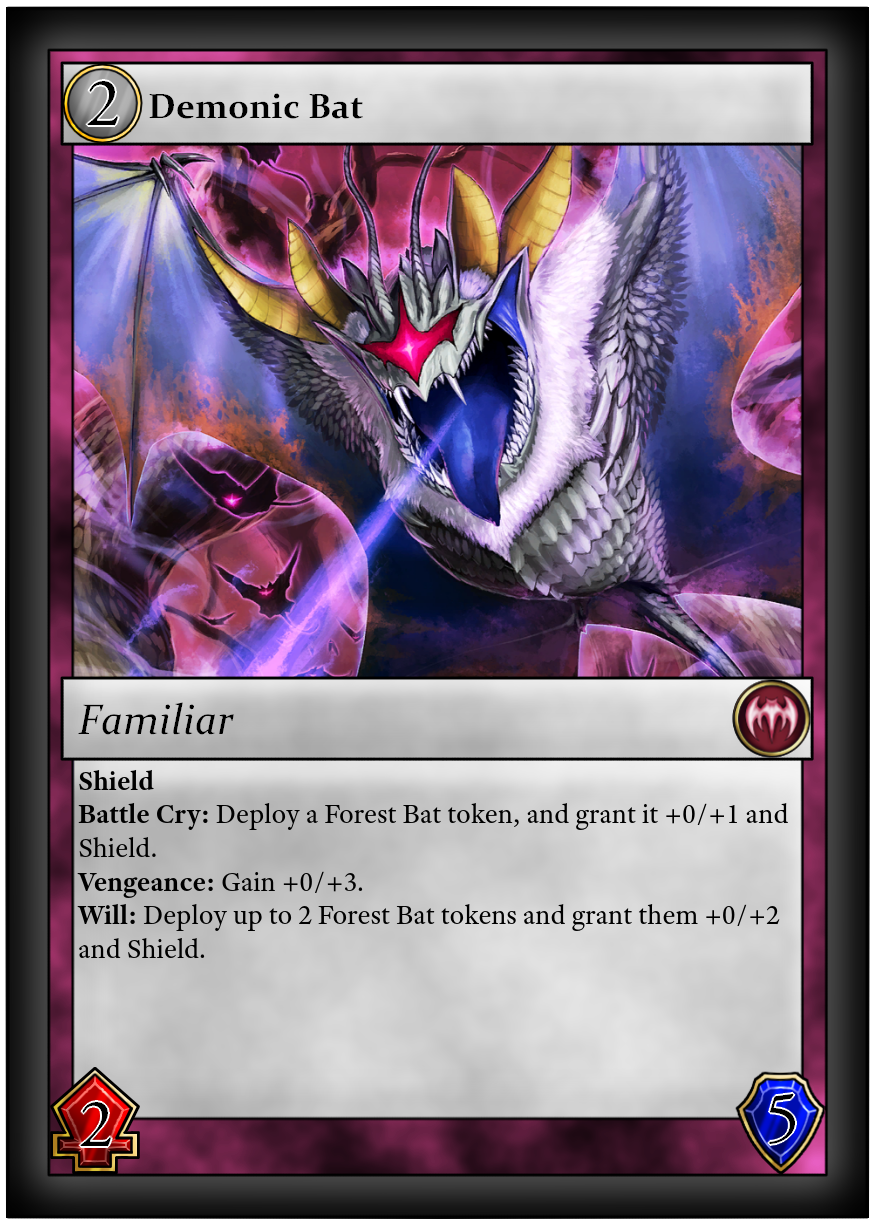 2
Demonic Bat
Familiar
Shield
Battle Cry: Deploy a Forest Bat token, and grant it +0/+1 and
Shield.
Vengeance: Gain +0/+3.
Will: Deploy up to 2 Forest Bat tokens and grant them +0/+2
and Shield.
2
5